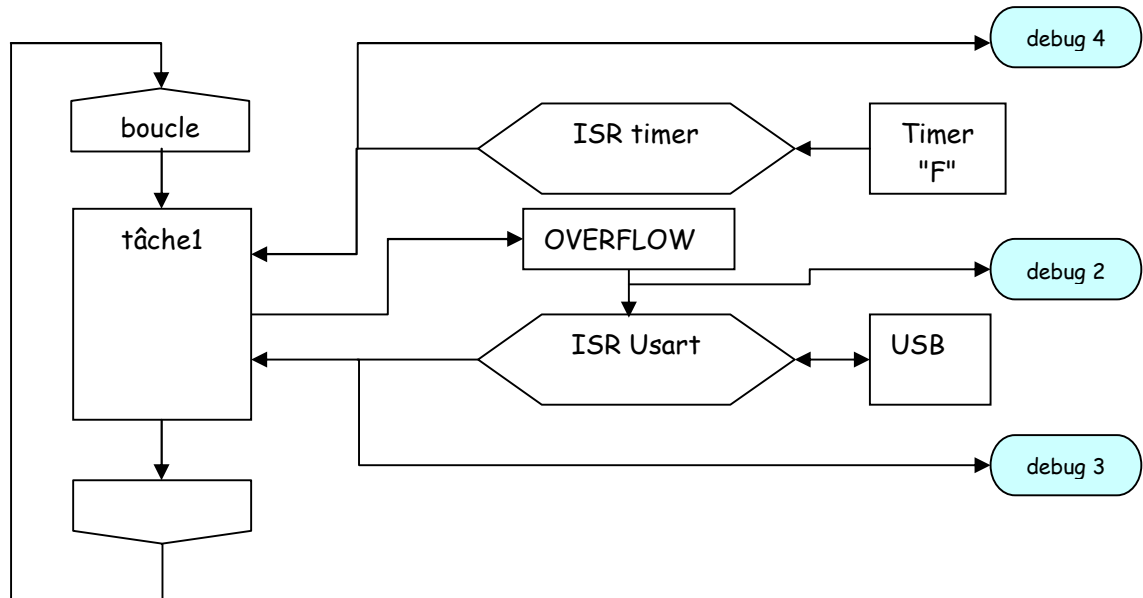 debug 4
boucle
ISR timer
Timer
"F"
tâche1
OVERFLOW
debug 2
ISR Usart
USB
debug 3